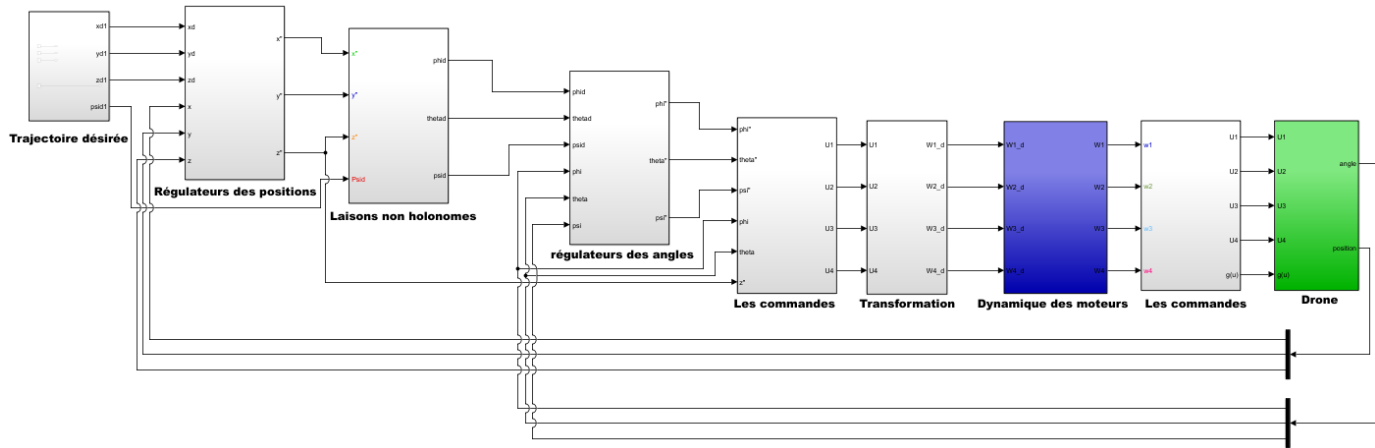 xd1
yd1
zd1
psid1
Trajectoire désirée
xd
yd
zd
x
y
z
x"
y"
z"
Régulateurs des positions
x"
y"
z"
Psid
phid
thetad
psid
Laisons non holonomes
phid
thetad
psid
phi
theta
psi
phi"
theta"
psi"
régulateurs des angles
phi"
theta"
psi"
phi
theta
z"
U1
U2
U3
U4
Les commandes
U1
U2
U3
U4
W1_d
W2_d
W3_d
W4_d
Transformation
W1_d
W2_d
W3_d
W4_d
W1
W2
W3
W4
Dynamique des moteurs
w1
w2
w3
w4
U1
U2
U3
U4
g(u)
Les commandes
U1
U2
U3
U4
g(u)
angle
position
Drone